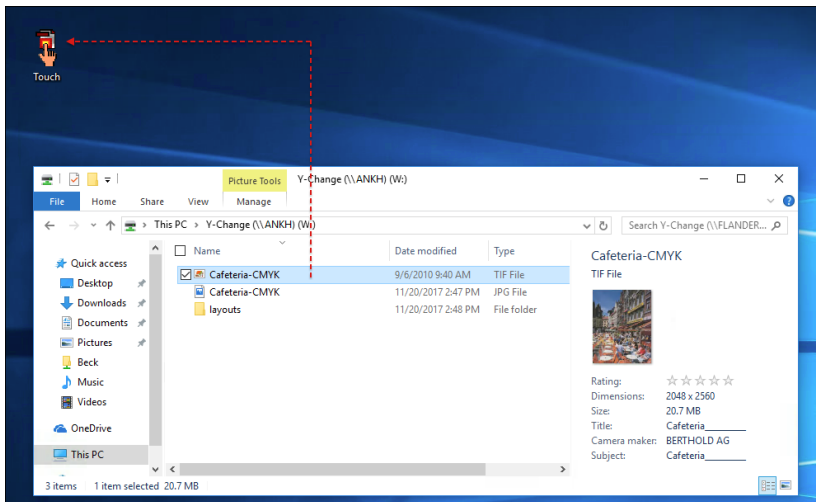 Touch
Picture Tools Y-Change (\\ANKH) (W:)
File Home Share View Manage
This PC > Y-Change (\\ANKH) (W:) Search Y-Change (\\FLANDER...
Name Date modified Type
Quick access
Desktop
Downloads
Documents
Pictures
Beck
Music
Videos
OneDrive
This PC
Cafeteria-CMYK 9/6/2010 9:40 AM TIF File
Cafeteria-CMYK 11/20/2017 2:47 PM JPG File
layouts 11/20/2017 2:48 PM File folder
Cafeteria-CMYK
TIF File
Rating: ☆☆☆☆☆
Dimensions: 2048 x 2560
Size: 20.7 MB
Title: Cafeteria________
Camera maker: BERTHOLD AG
Subject: Cafeteria________
3 items 1 item selected 20.7 MB